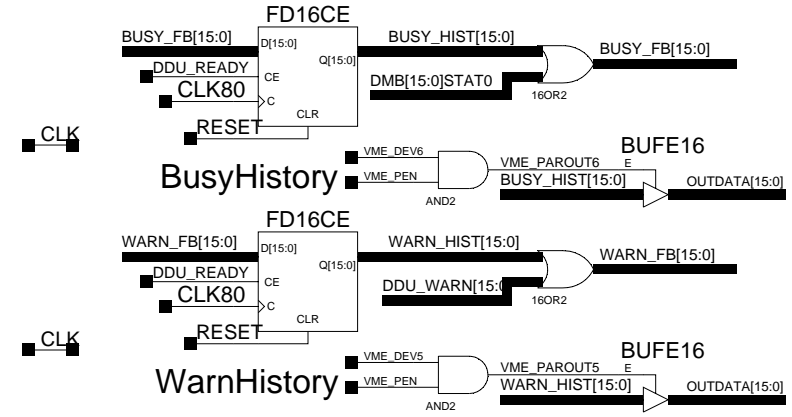 FD16CE
BUSY_FB[15:0]
D[15:0]
Q[15:0]
BUSY_HIST[15:0]
BUSY_FB[15:0]
DDU_READY
CE
DMB[15:0]STAT0
16OR2
CLK80
C
CLR
RESET
CLK
BusyHistory
VME_DEV6
VME_PEN
AND2
VME_PAROUT6
BUFE16
E
BUSY_HIST[15:0]
OUTDATA[15:0]
FD16CE
WARN_FB[15:0]
D[15:0]
Q[15:0]
WARN_HIST[15:0]
WARN_FB[15:0]
DDU_READY
CE
DDU_WARN[15:0
16OR2
CLK80
C
CLR
RESET
CLK
WarnHistory
VME_DEV5
VME_PEN
AND2
VME_PAROUT5
BUFE16
E
WARN_HIST[15:0]
OUTDATA[15:0]